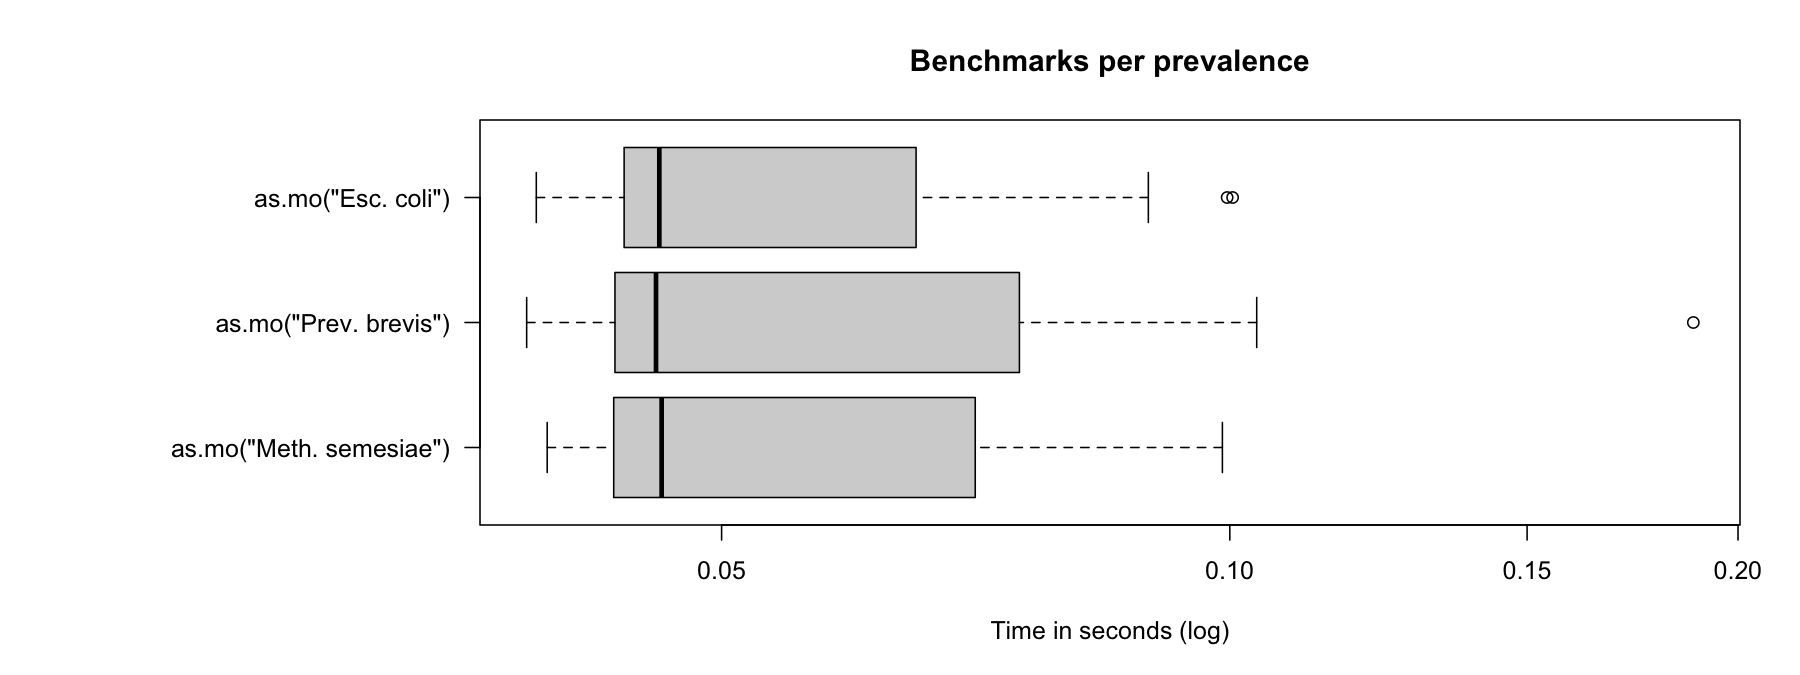 Benchmarks per prevalence
as.mo("Esc. coli")
as.mo("Prev. brevis")
as.mo("Meth. semesiae")
0.05 0.10 0.15 0.20
Time in seconds (log)